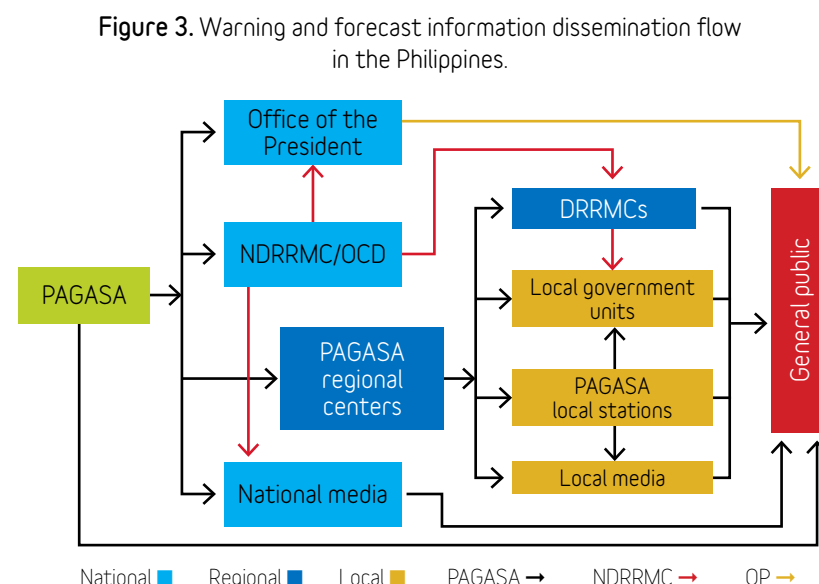 Figure 3. Warning and forecast information dissemination flow
in the Philippines.
Office of the
President
DRRMCs
NDRRMC/OCD
General public
PAGASA
Local government
units
PAGASA
regional
centers
PAGASA
local stations
Local media
National media
National Regional Local PAGASA → NDRRMC → OP →